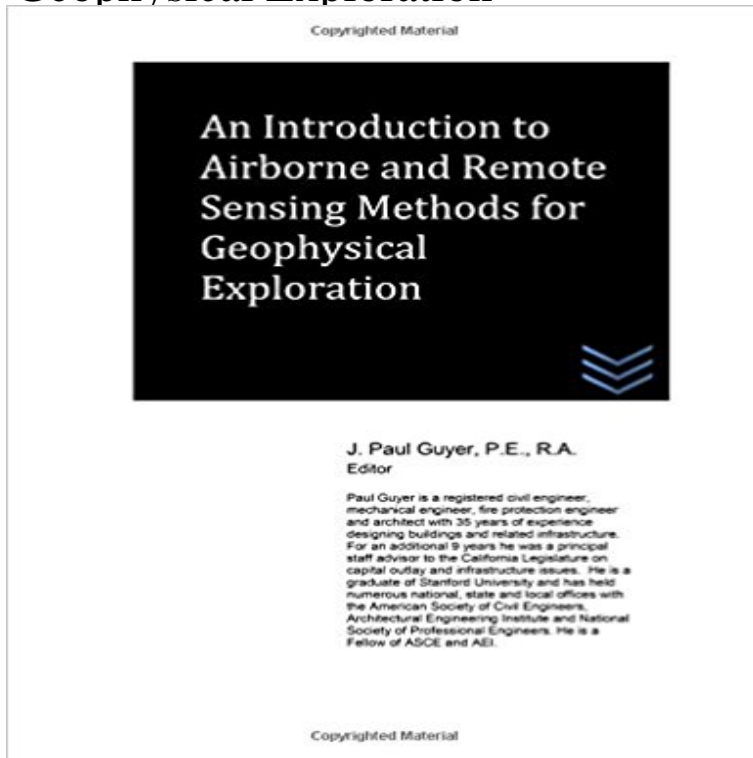 Geophysical Exploration
Copyrighted Material
An Introduction to
Airborne and Remote
Sensing Methods for
Geophysical
Exploration
J. Paul Guyer, P.E., R.A.
Editor
Paul Guyer is a registered civil engineer,
mechanical engineer, fire protection engineer
and architect with 35 years of experience
designing buildings and related infrastructure.
For an additional 9 years he was a principal
staff advisor to the California Legislature on
capital outlay and infrastructure issues. He is a
graduate of Stanford University and has held
numerous national, state and local offices with
the American Society of Civil Engineers,
Architectural Engineering Institute and National
Society of Professional Engineers. He is a
Fellow of ASCE and AEI.
Copyrighted Material